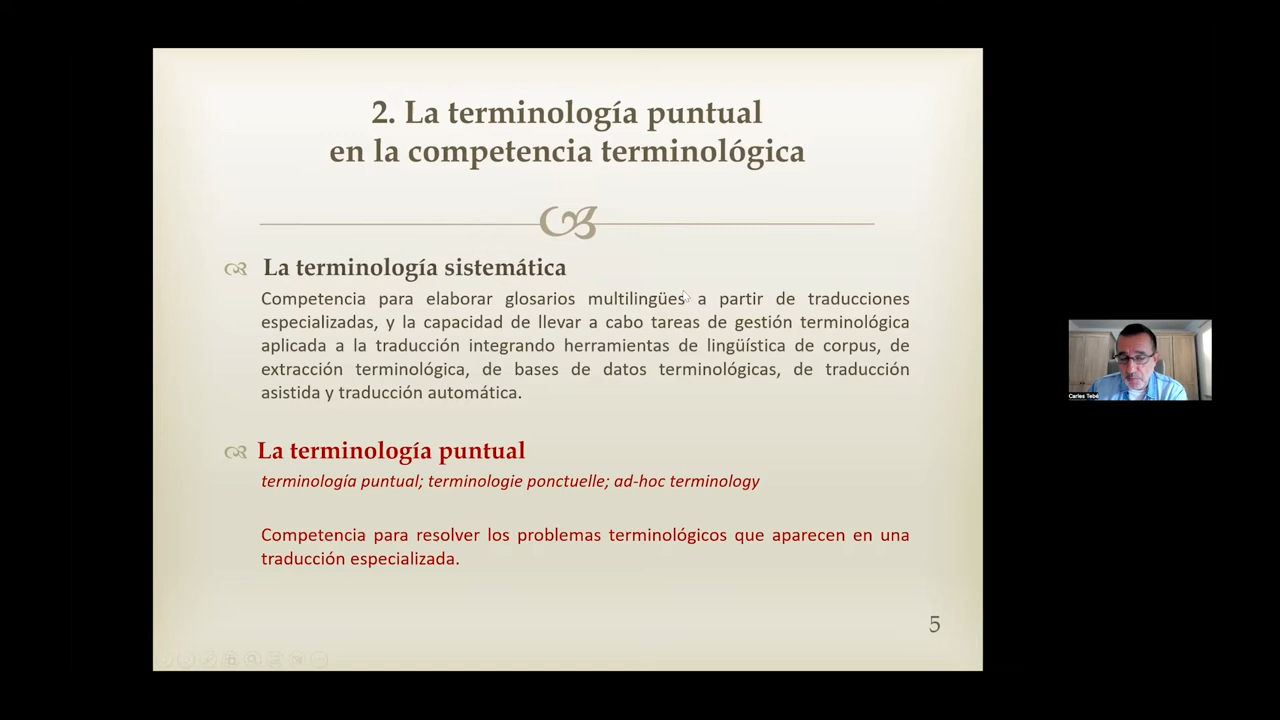 2. La terminología puntual
en la competencia terminológica
La terminología sistemática
Competencia para elaborar glosarios multilingües a partir de traducciones
especializadas, y la capacidad de llevar a cabo tareas de gestión terminológica
aplicada a la traducción integrando herramientas de lingüística de corpus, de
extracción terminológica, de bases de datos terminológicas, de traducción
asistida y traducción automática.
La terminología puntual
terminología puntual; terminologie ponctuelle; ad-hoc terminology
Competencia para resolver los problemas terminológicos que aparecen en una
traducción especializada.
5
Carles Tebé